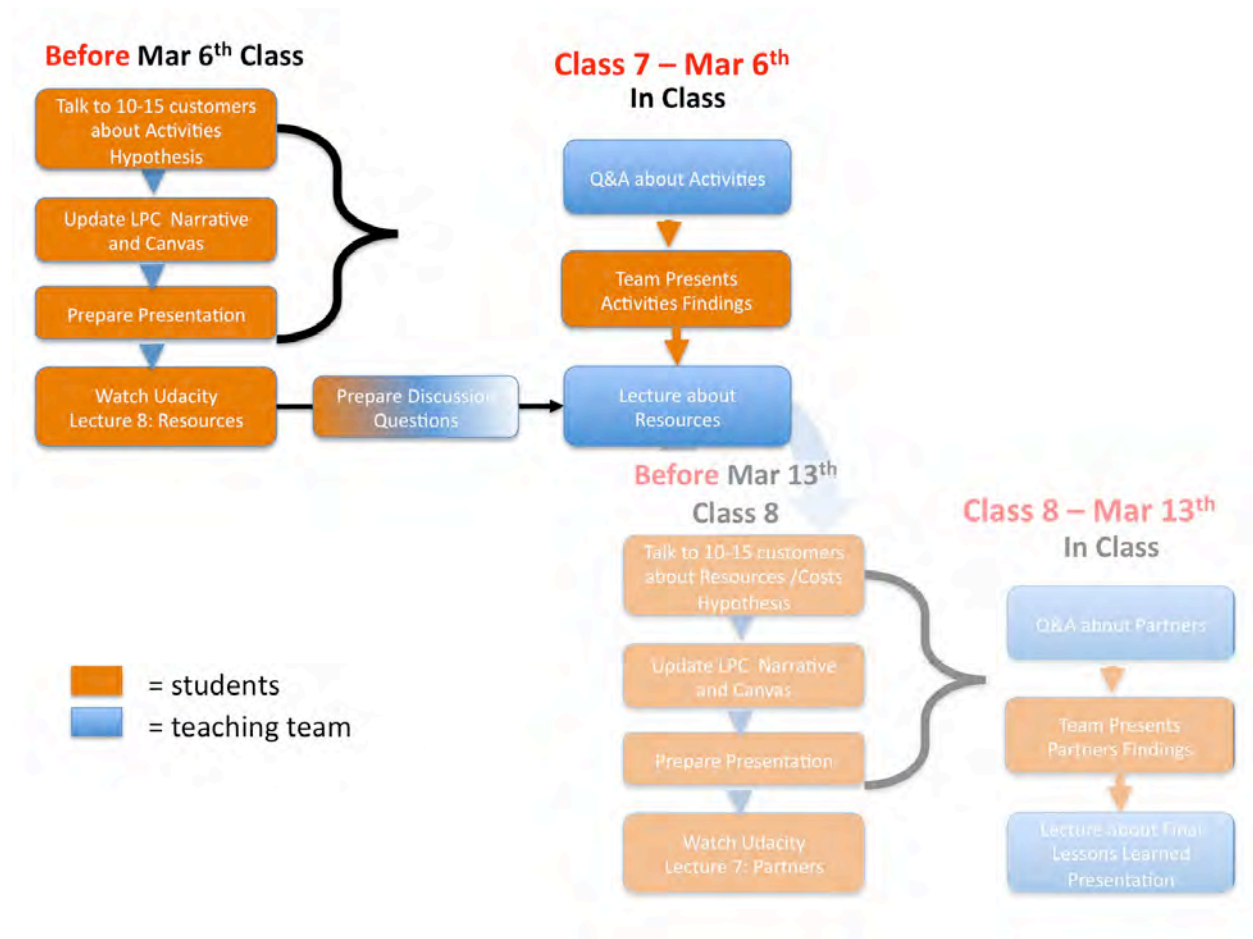 Before Mar 6th Class
Talk to 10-15 customers
about Activities
Hypothesis
Update LPC  Narrative
and Canvas
Prepare Presentation
Watch Udacity
Lecture 8: Resources
Prepare Discussion
Questions
Class 7 – Mar 6th
In Class
Q&A about Activities
Team Presents
Activities Findings
Lecture about
Resources
Before Mar 13th
Class 8
Talk to 10-15 customers
about Resources /Costs
Hypothesis
Update LPC  Narrative
and Canvas
Prepare Presentation
Watch Udacity
Lecture 7: Partners
Class 8 – Mar 13th
In Class
Q&A about Partners
Team Presents
Partners Findings
Lecture about Final
Lessons Learned
Presentation
= students
= teaching team